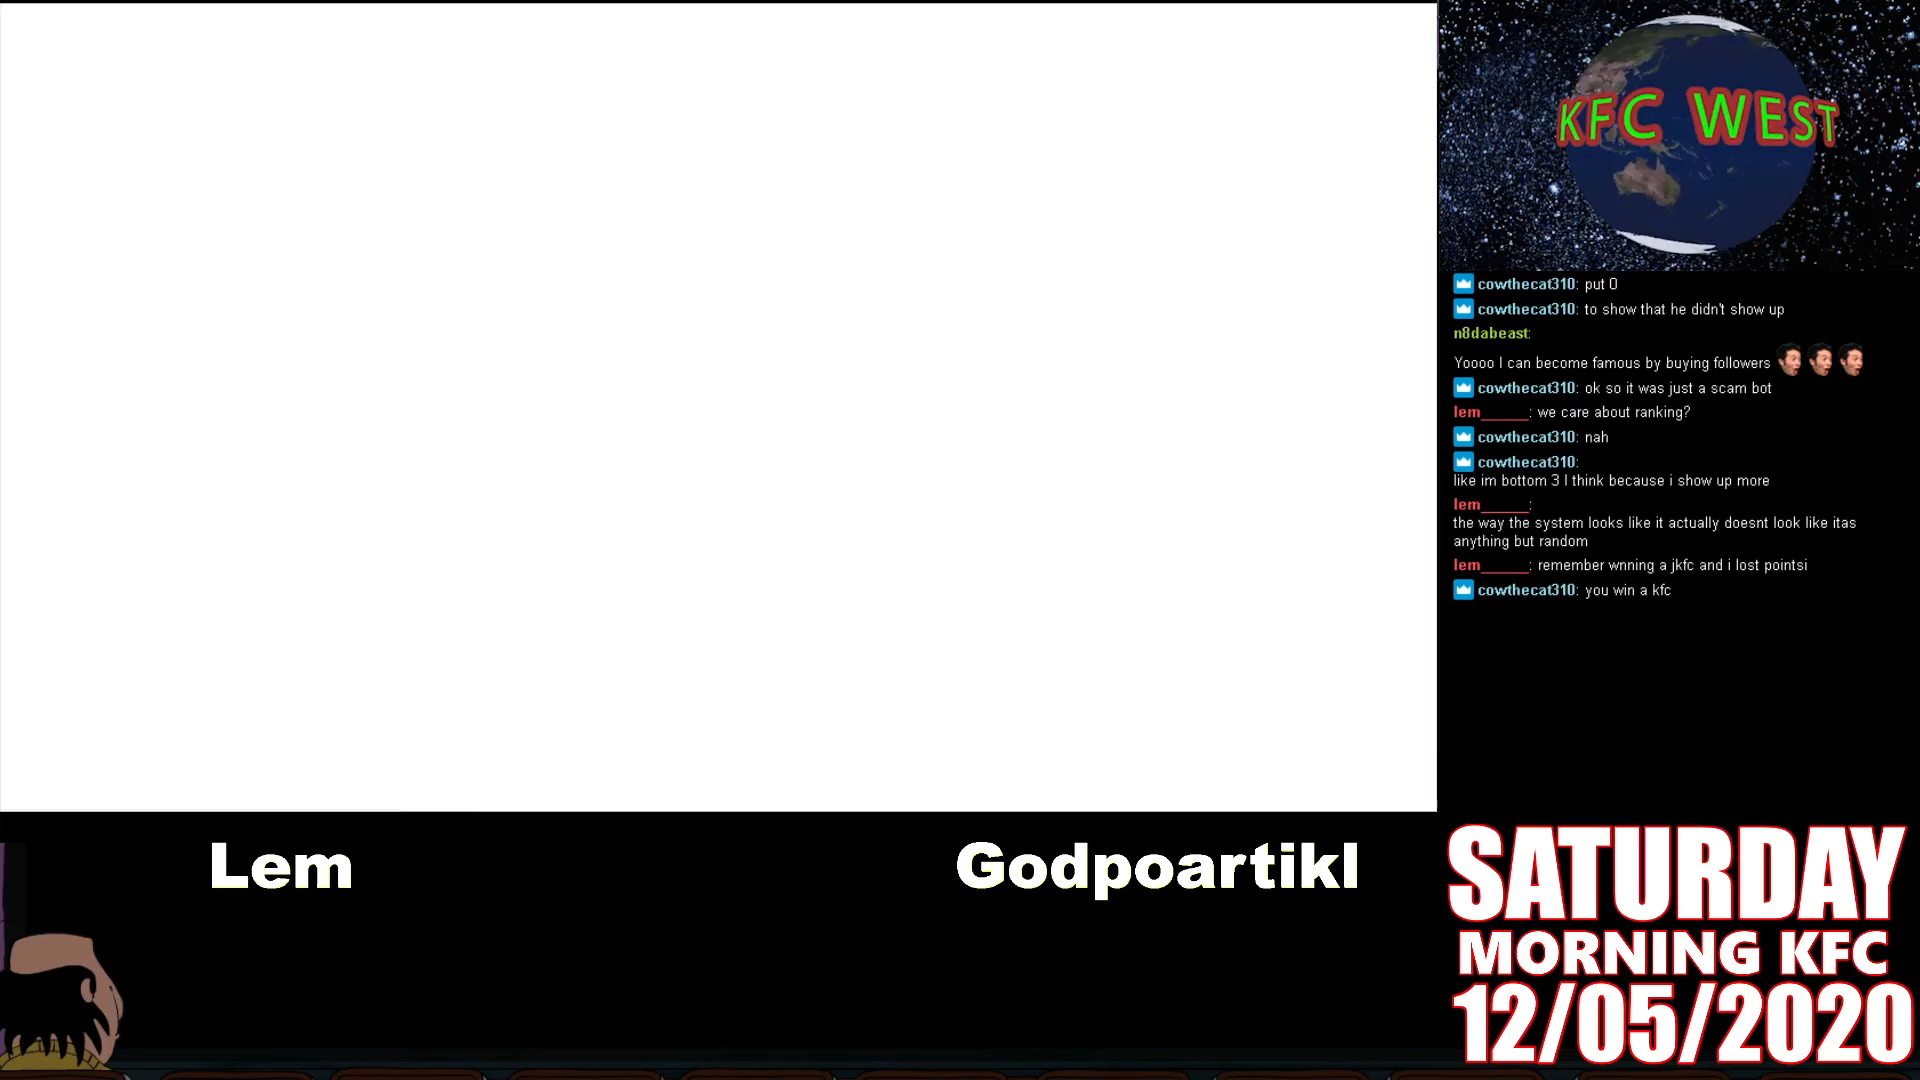 KFC WEST
cowthecat310: put 0
cowthecat310: to show that he didn't show up
n8dabeast:
Yoooo I can become famous by buying followers
cowthecat310: ok so it was just a scam bot
lem______: we care about ranking?
cowthecat310: nah
cowthecat310:
like im bottom 3 I think because i show up more
lem______:
the way the system looks like it actually doesnt look like itas
anything but random
lem______: remember wnning a jkfc and i lost pointsi
cowthecat310: you win a kfc
Lem
Godpoartikl
SATURDAY
MORNING KFC
12/05/2020